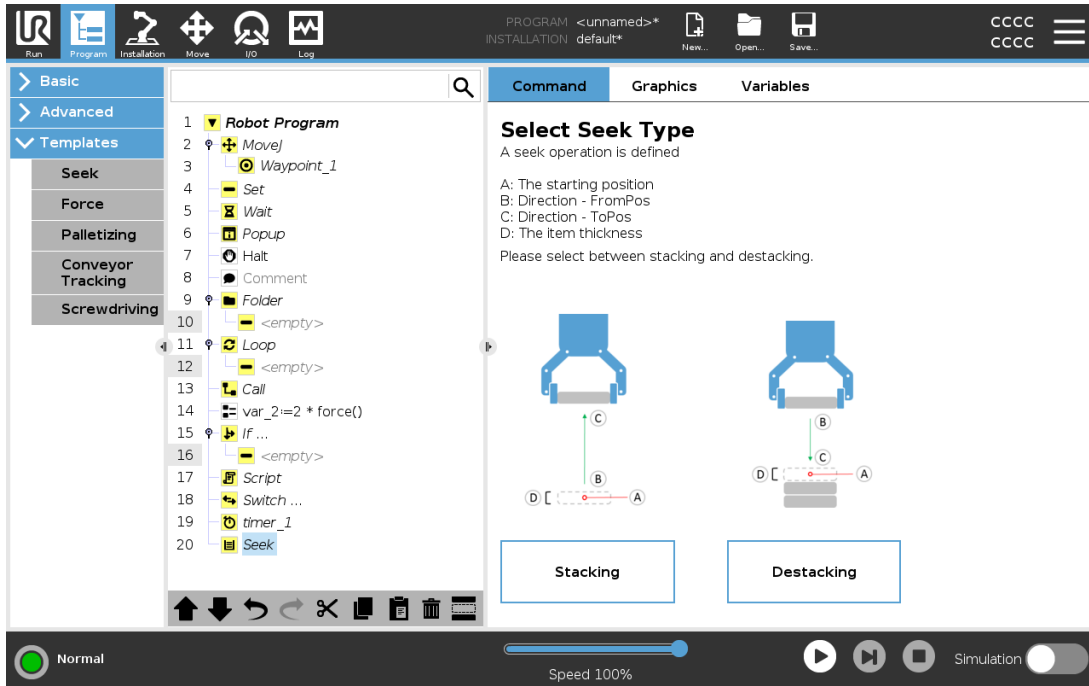 UR
Run
Program
Installation
Move
I/O
Log
PROGRAM <unnamed>*
INSTALLATION default*
New...
Open...
Save...
CCCC
CCCC
Basic
Advanced
Templates
Seek
Force
Palletizing
Conveyor
Tracking
Screwdriving
1 Robot Program
2 MoveJ
3 Waypoint_1
4 Set
5 Wait
6 Popup
7 Halt
8 Comment
9 Folder
10 <empty>
11 Loop
12 <empty>
13 Call
14 var_2:=2 * force()
15 If ...
16 <empty>
17 Script
18 Switch ...
19 timer_1
20 Seek
Command Graphics Variables
Select Seek Type
A seek operation is defined
A: The starting position
B: Direction - FromPos
C: Direction - ToPos
D: The item thickness
Please select between stacking and destacking.
C
B
D A
B
C
D A
Stacking
Destacking
Normal
Speed 100%
Simulation